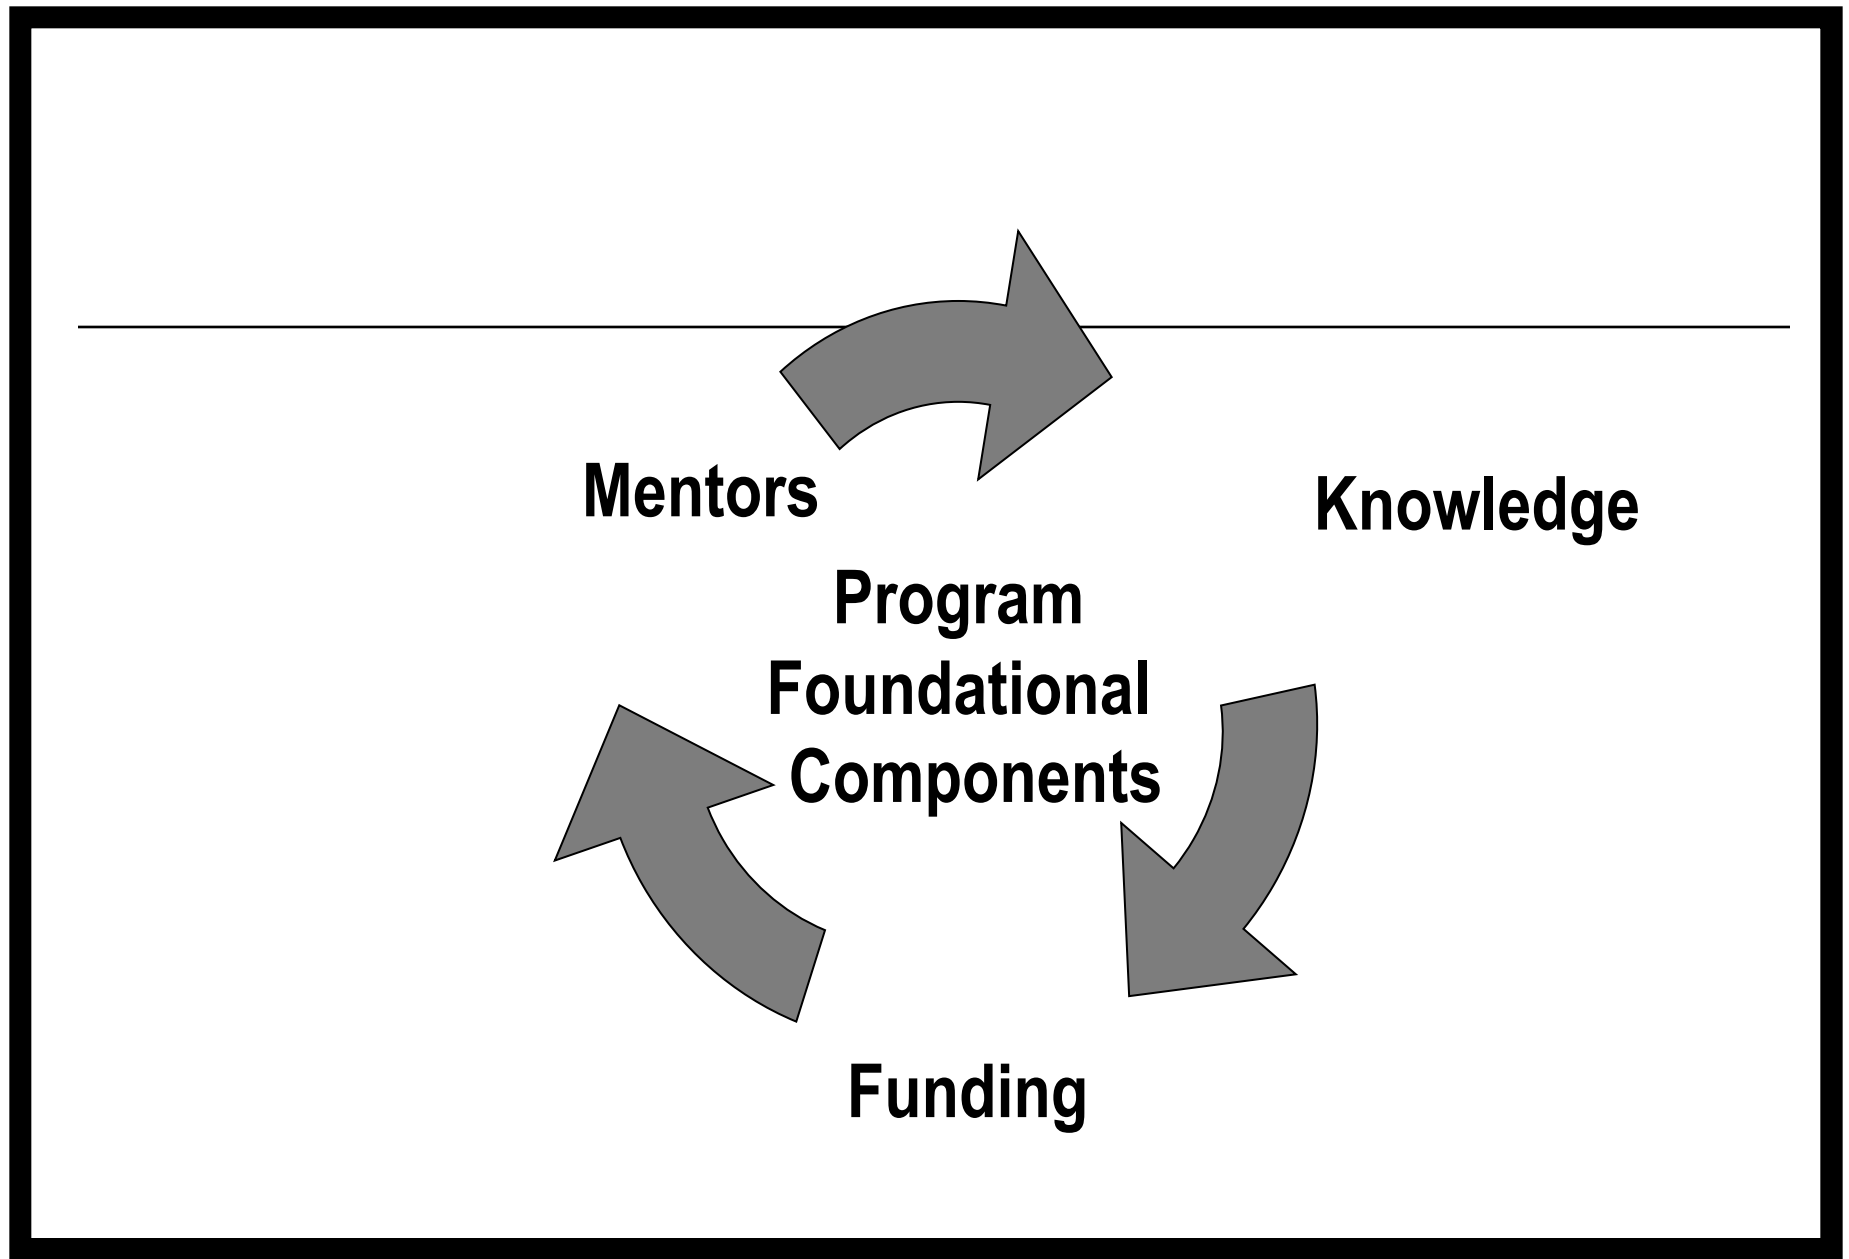 Mentors
Knowledge
Program
Foundational
Components
Funding